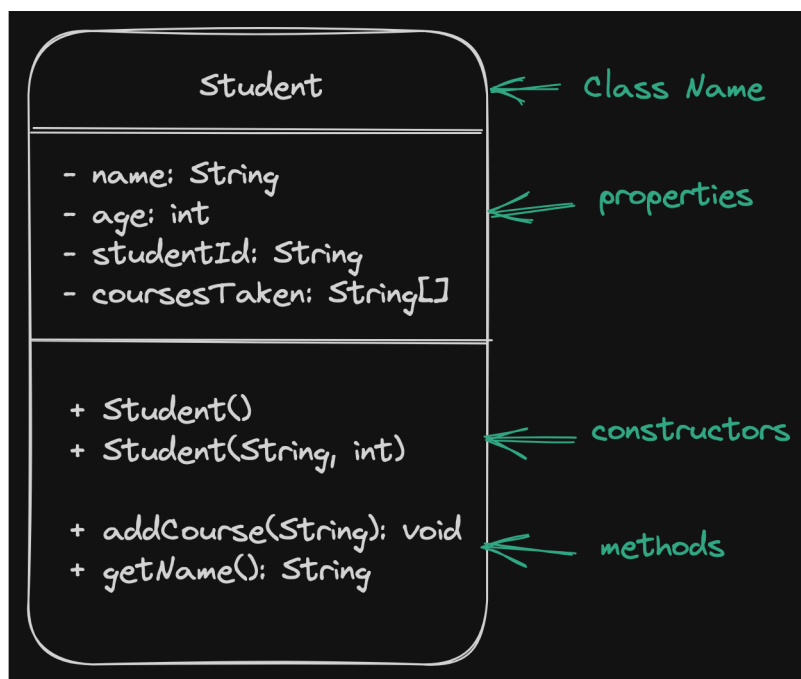 Student
Class Name
- name: String
- age: int
- studentId: String
- coursesTaken: String[]
properties
+ Student()
+ Student(String, int)
constructors
+ addCourse(String): void
+ getName(): String
methods